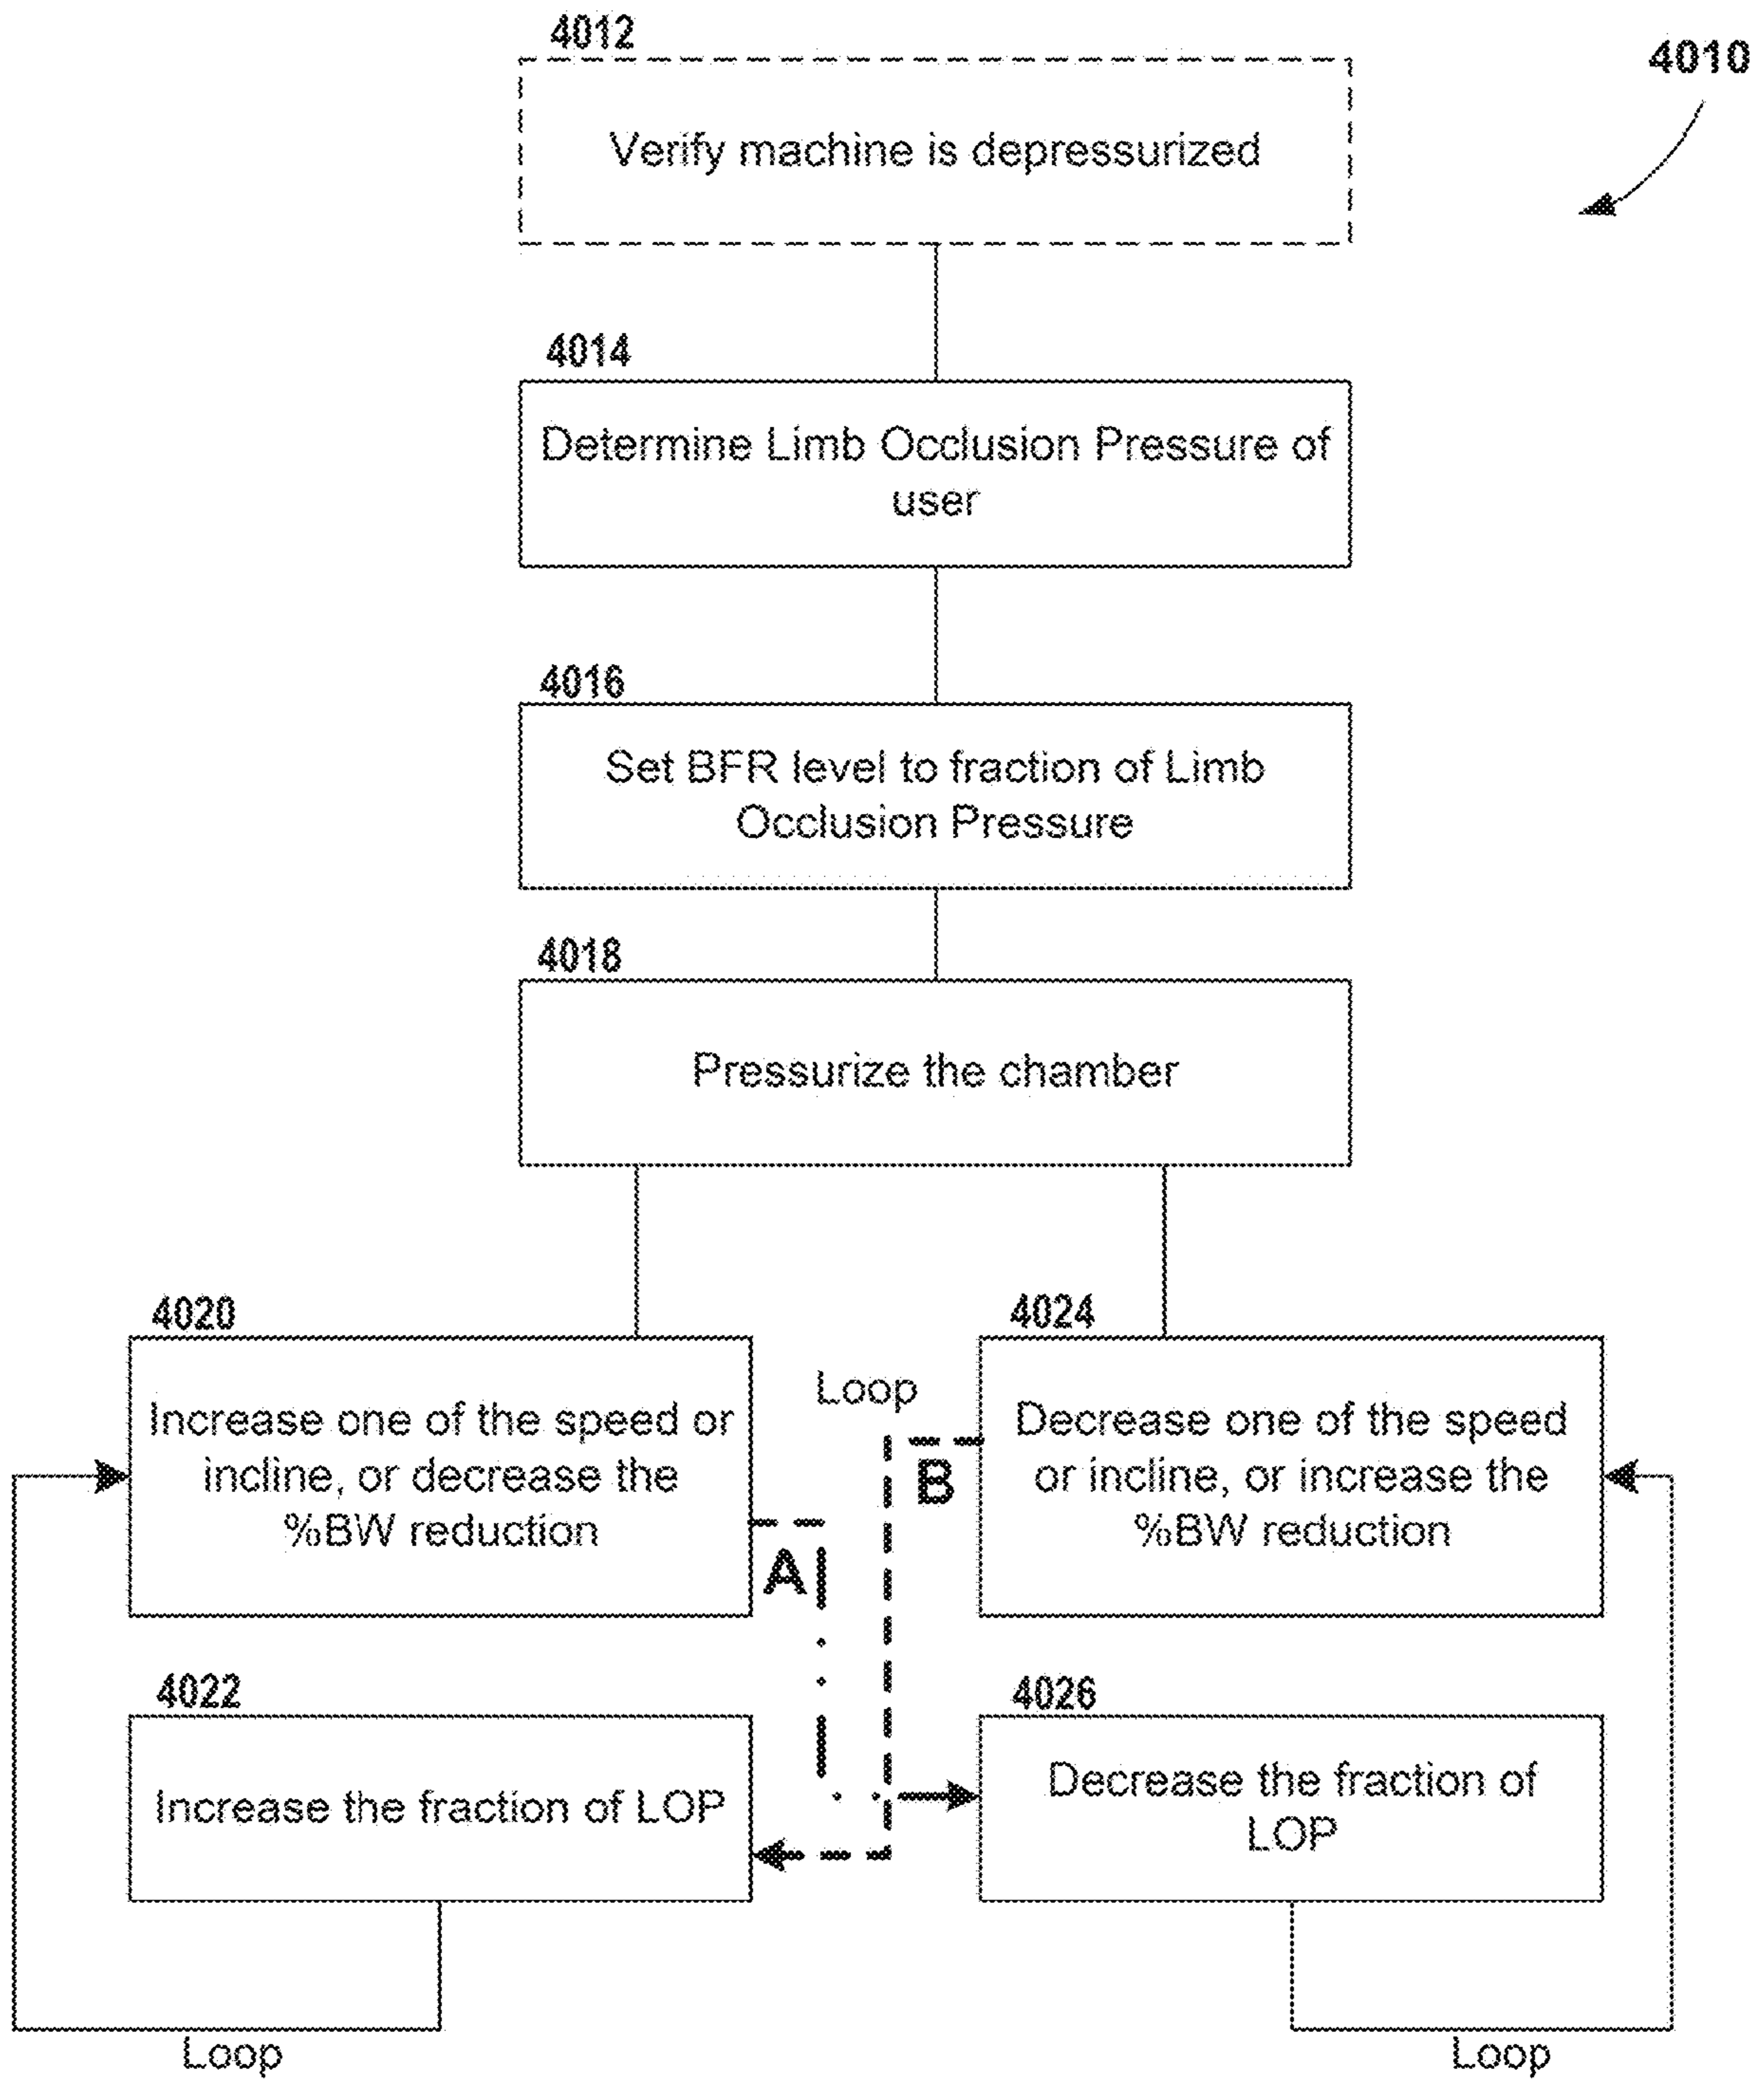 4012
4010
Verify machine is depressurized
4014
Determine Limb Occlusion Pressure of
user
4016
Set BFR level to fraction of Limb
Occlusion Pressure
4018
Pressurize the chamber
4020
Increase one of the speed or
incline, or decrease the
%BW reduction
A
Loop
B
4024
Decrease one of the speed
or incline, or increase the
%BW reduction
4022
Increase the fraction of LOP
4026
Decrease the fraction of
LOP
Loop
Loop